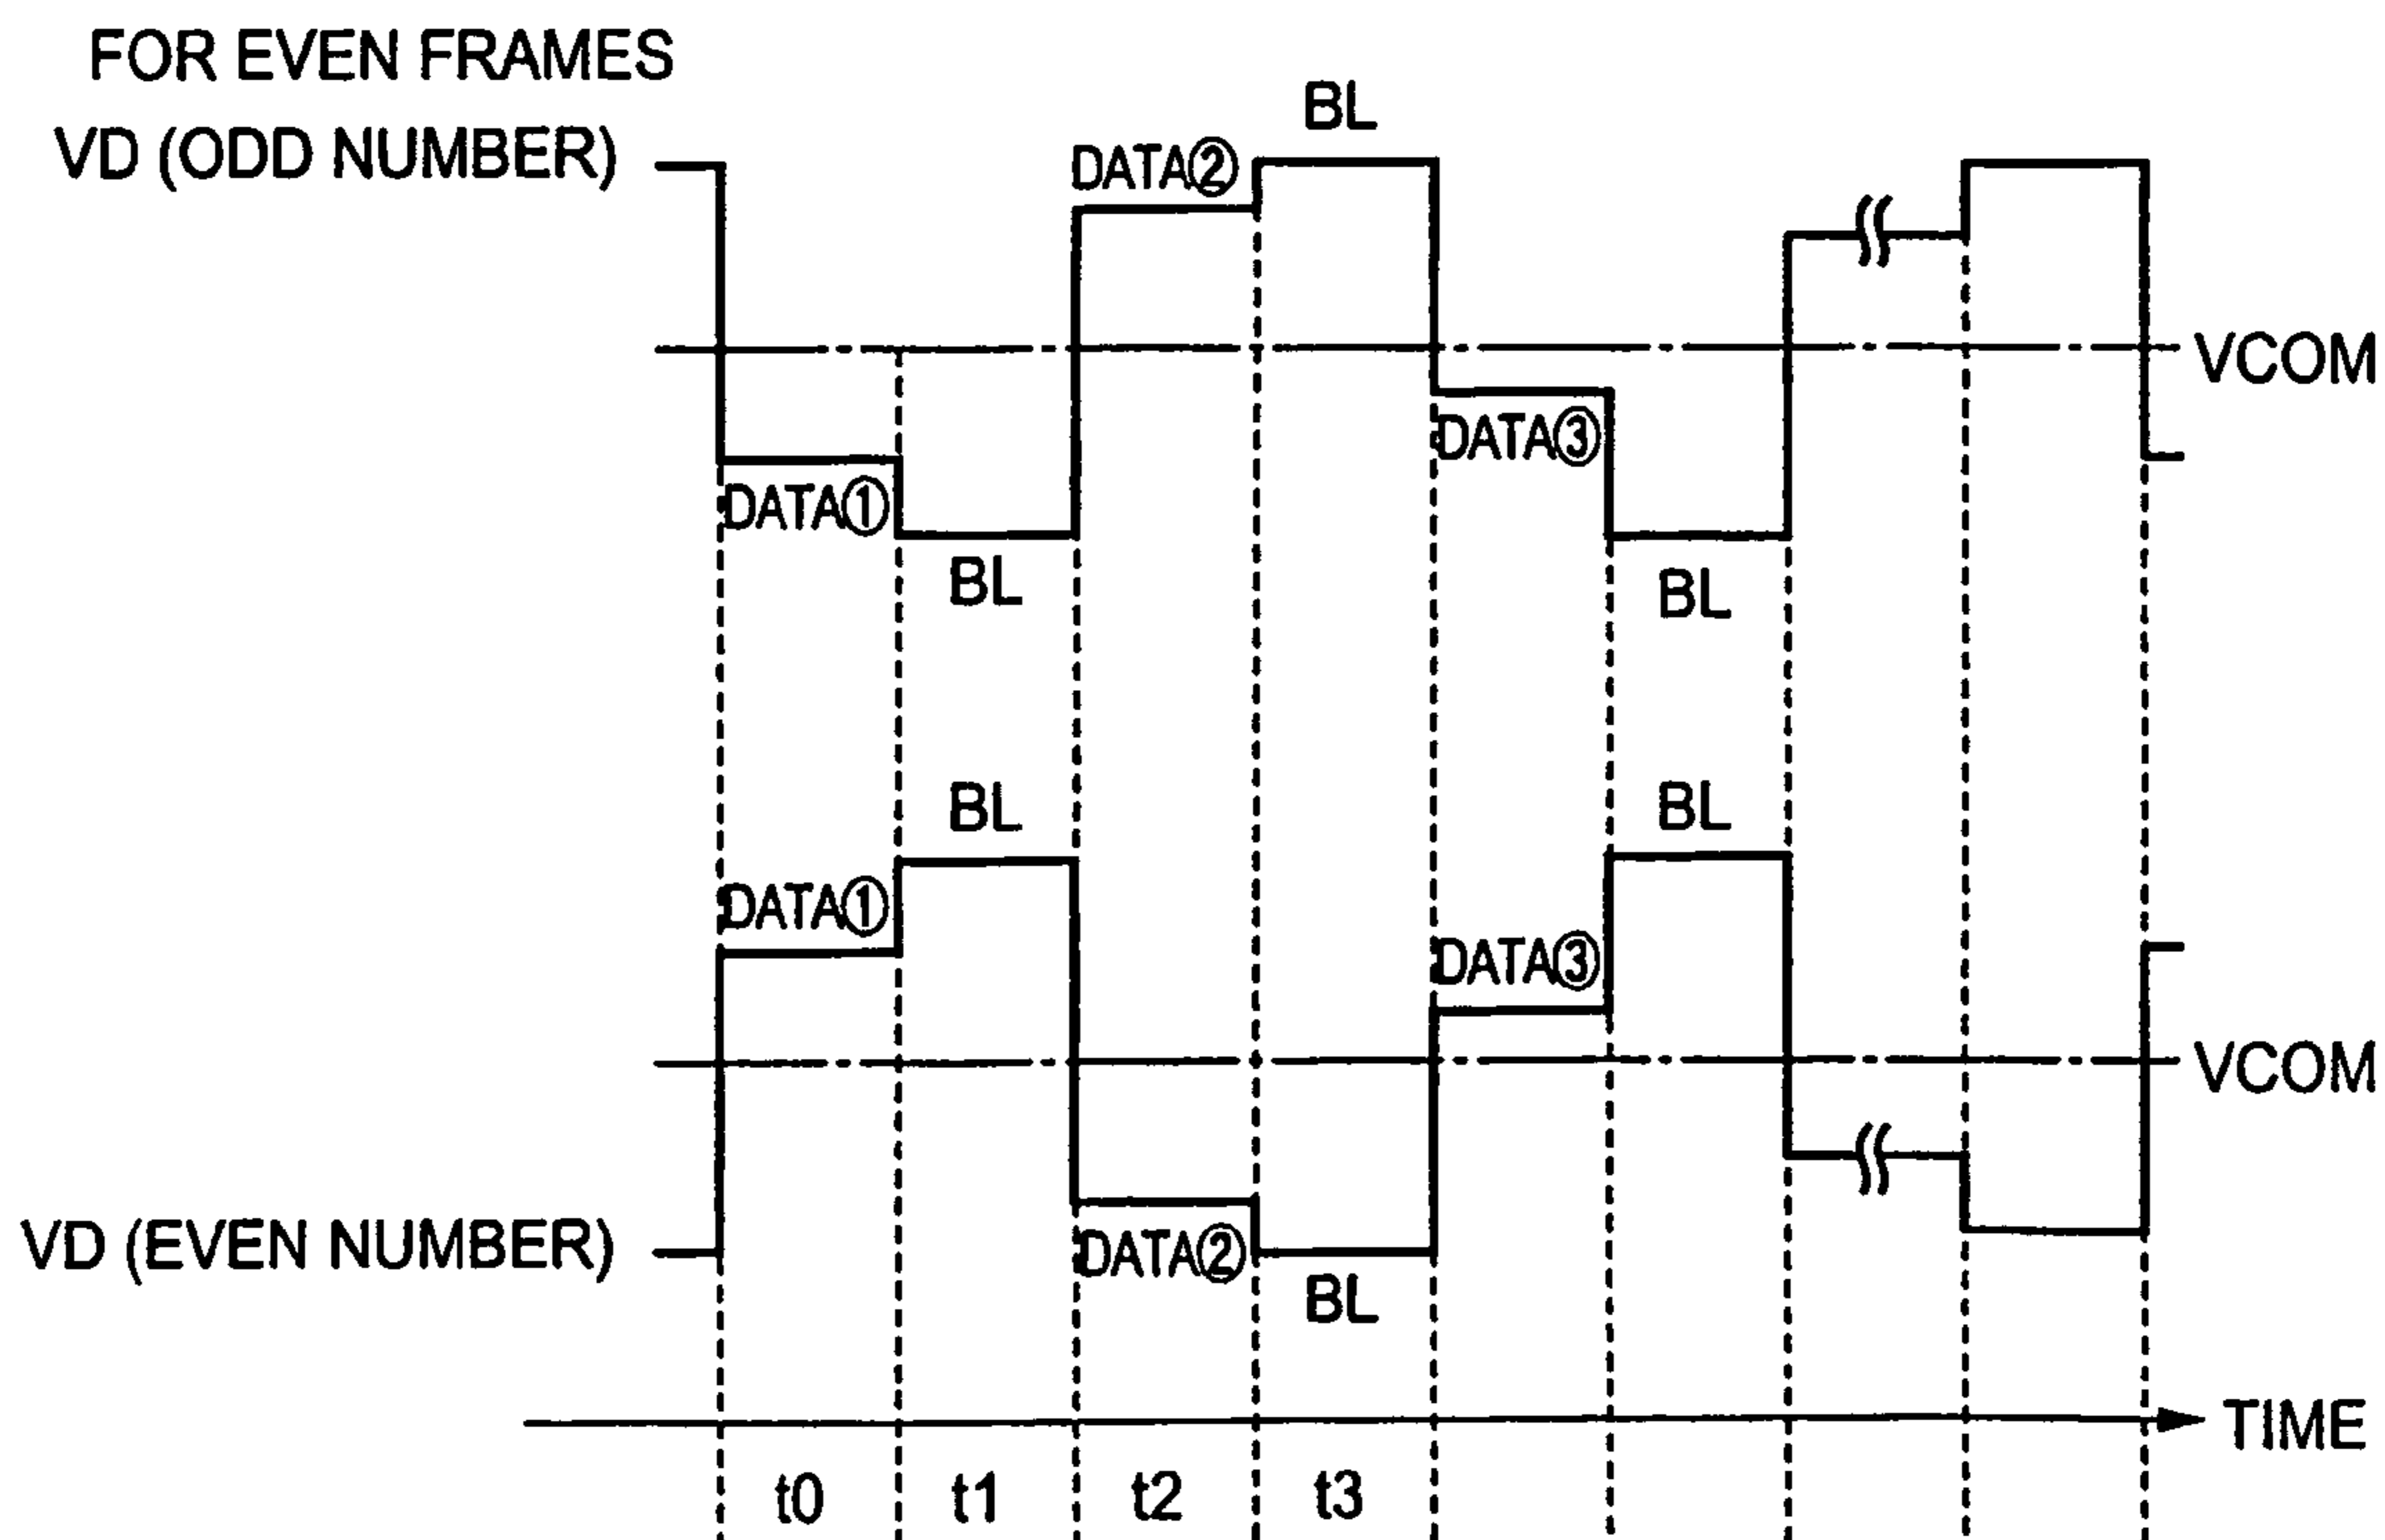 FOR EVEN FRAMES
BL
VD (ODD NUMBER)
DATA②
VCOM
DATA③
DATA①
BL
BL
BL
BL
DATA①
DATA③
VCOM
VD (EVEN NUMBER)
DATA②
BL
TIME
t0 t1 t2 t3